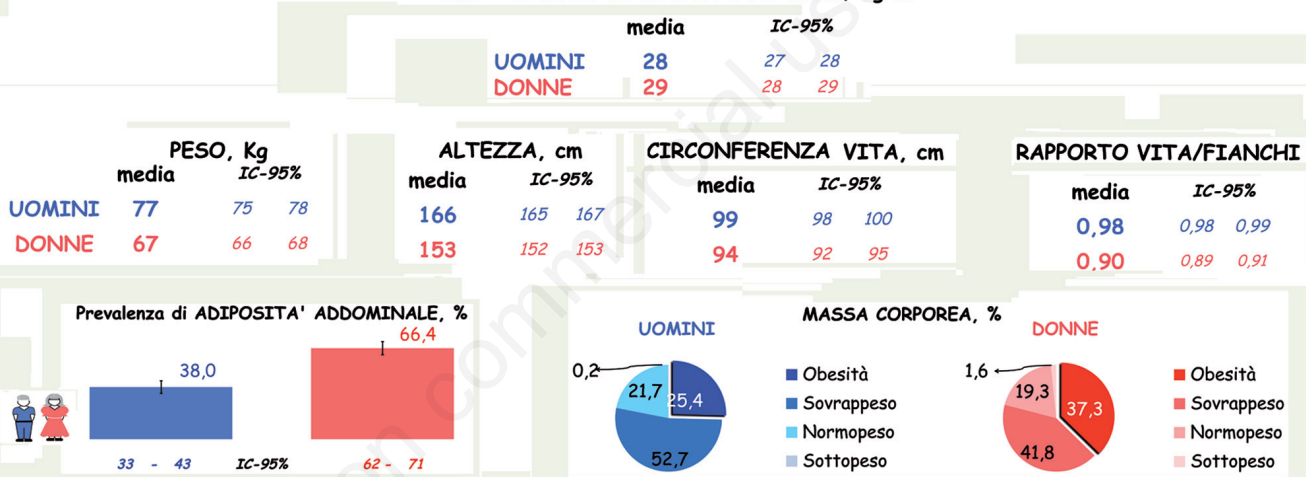 media IC-95%
UOMINI 28 27 28
DONNE 29 28 29
PESO, Kg
media IC-95%
UOMINI 77 75 78
DONNE 67 66 68
ALTEZZA, cm
media IC-95%
166 165 167
153 152 153
CIRCONFERENZA VITA, cm
media IC-95%
99 98 100
94 92 95
RAPPORTO VITA/FIANCHI
media IC-95%
0,98 0,98 0,99
0,90 0,89 0,91
Prevalenza di ADIPOSITA' ADDOMINALE, %
38,0 66,4
33 - 43 IC-95% 62 - 71
MASSA CORPOREA, %
UOMINI
0,2
21,7 25,4
52,7
Obesità
Sovrappeso
Normopeso
Sottopeso
DONNE
1,6
19,3 37,3
41,8
Obesità
Sovrappeso
Normopeso
Sottopeso
commercial